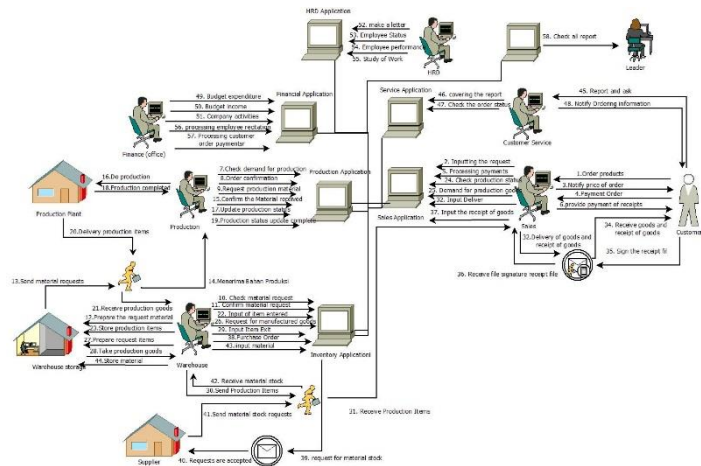 HRD Application
52. make a letter
53. Employee Status
54. Employee performance
55. Study of Work
HRD
58. Check all report
Leader
Financial Application
49. Budget expenditure
50. Budget income
51. Company activities
56. processing employee recitation
57. Processing customer
order paymenter
Finance (office)
Service Application
46. covering the report
47. Check the order status
Customer Service
45. Report and ask
48. Notify Ordering information
16.Do production
18.Production completed
Production Plant
7.Check demand for production
8.Order confirmation
9.Request production material
15.Confirm the Material received
17.Update production status
19.Production status update complete
Production
Production Application
2. Inputting the request
5. Processing payments
24. Check production status
25. Demand for production goods
32. Input Deliver
37. Input the receipt of goods
Sales Application
Sales
1.Order products
3.Notify price of order
4.Payment Order
6.provide payment of receipts
Custome
20.Delivery production items
32.Delivery of goods and
receipt of goods
34. Receive goods and
receipt of goods
35. Sign the receipt fil
36. Receive file signature receipt file
13.Send material requests
14.Menerima Bahan Produksi
21.Receive production goods
12.Prepare the request material
23.Store production items
27.Prepare request items
28.Take production goods
44.Store material
Warehouse storage
Warehouse
10. Check material request
11. Confirm material request
22. Input of item entered
26. Request for manufactured goods
29. Input Item Exit
38.Purchase Order
43.input material
Inventory Applicationi
42. Receive material stock
30.Send Production Items
31. Receive Production Items
41.Send material stock requests
Supplier
40. Requests are accepted
39. request for material stock